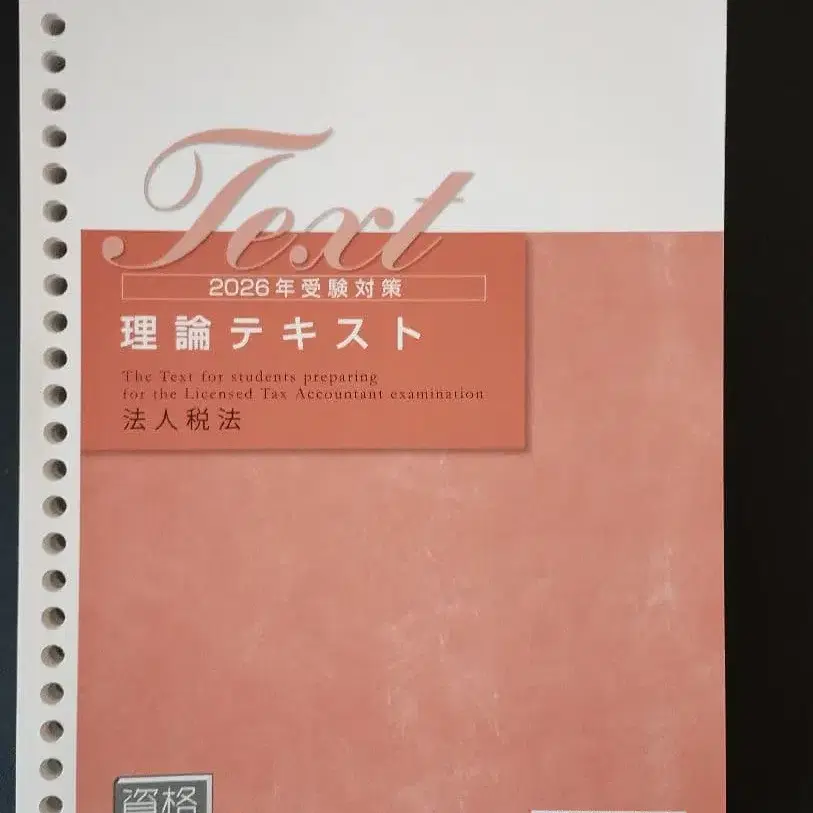 Text
2026年受験対策
理論テキスト
The Text for students preparing
for the Licensed Tax Accountant examination
法人税法
資格